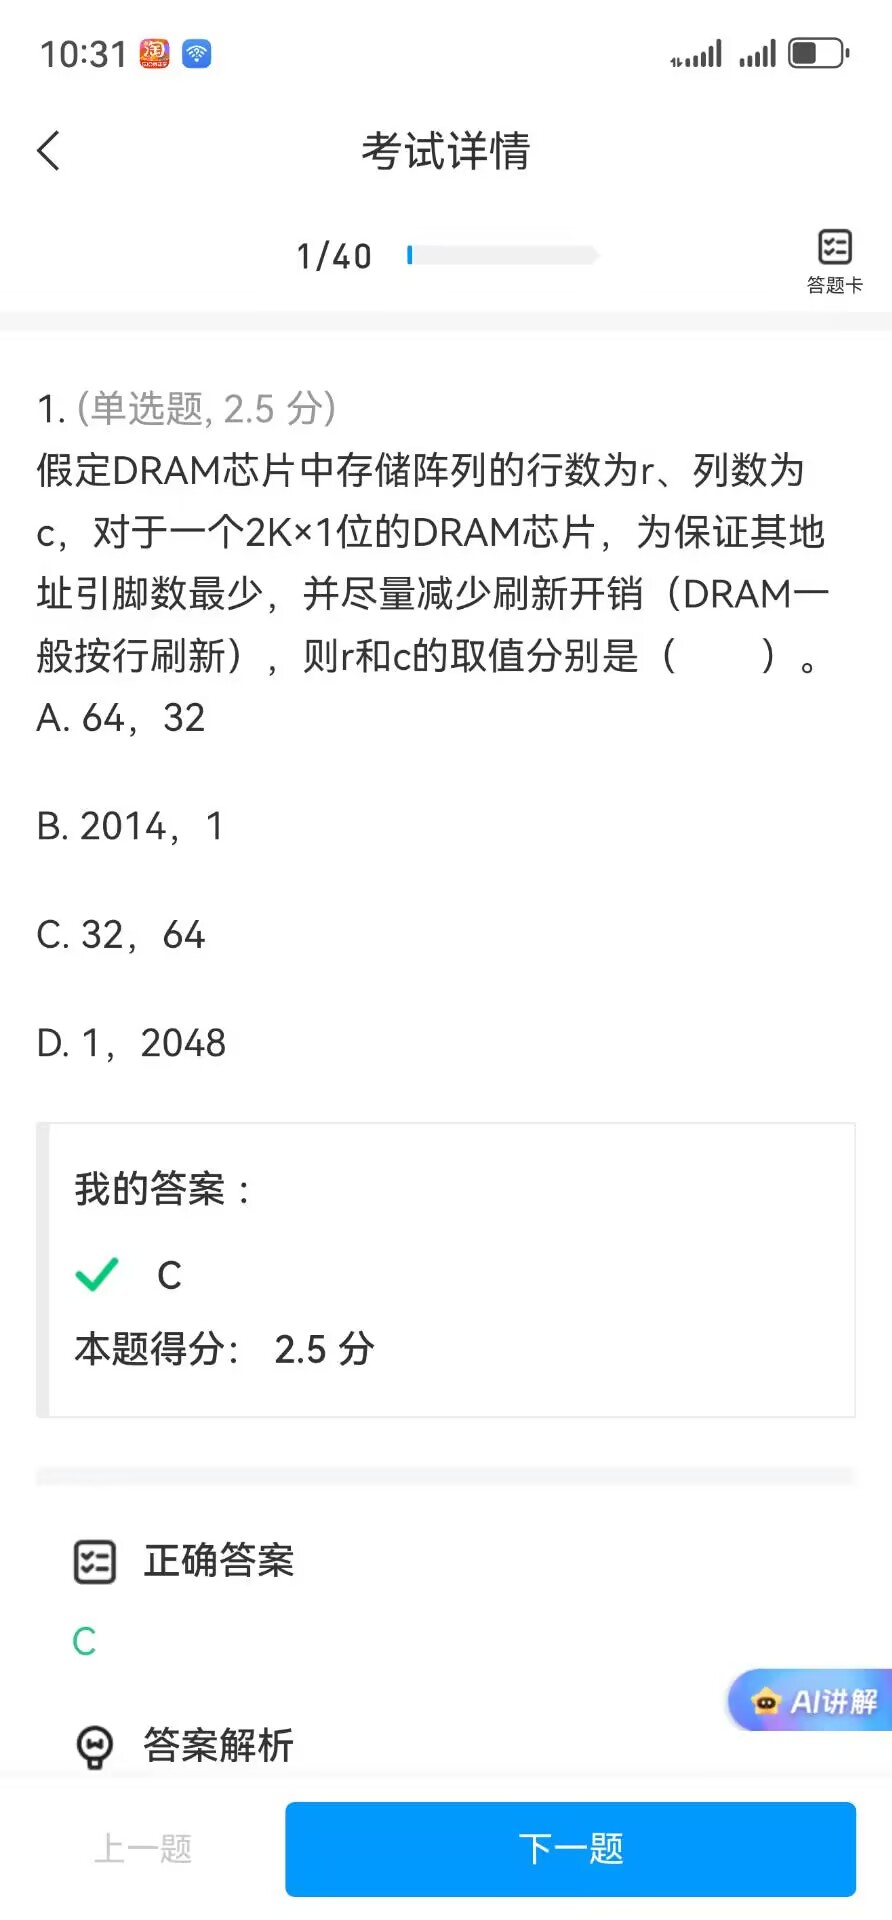 10:31
考试详情
1/40
答题卡
1. (单选题, 2.5 分)
假定DRAM芯片中存储阵列的行数为r、列数为
c，对于一个2K×1位的DRAM芯片，为保证其地
址引脚数最少，并尽量减少刷新开销（DRAM一
般按行刷新），则r和c的取值分别是（　　）。
A. 64，32
B. 2014，1
C. 32，64
D. 1，2048
我的答案：
C
本题得分： 2.5 分
正确答案
C
AI讲解
答案解析
上一题
下一题